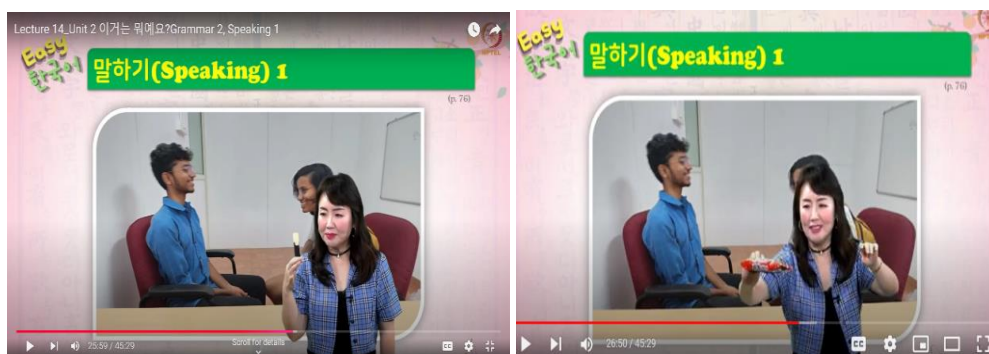 Lecture 14_Unit 2 이거는 뭐예요?Grammar 2, Speaking 1
Easy
한국어
말하기(Speaking) 1
(p. 76)
25:59 / 45:29
Scroll for details
Easy
한국어
말하기(Speaking) 1
(p. 76)
26:50 / 45:29